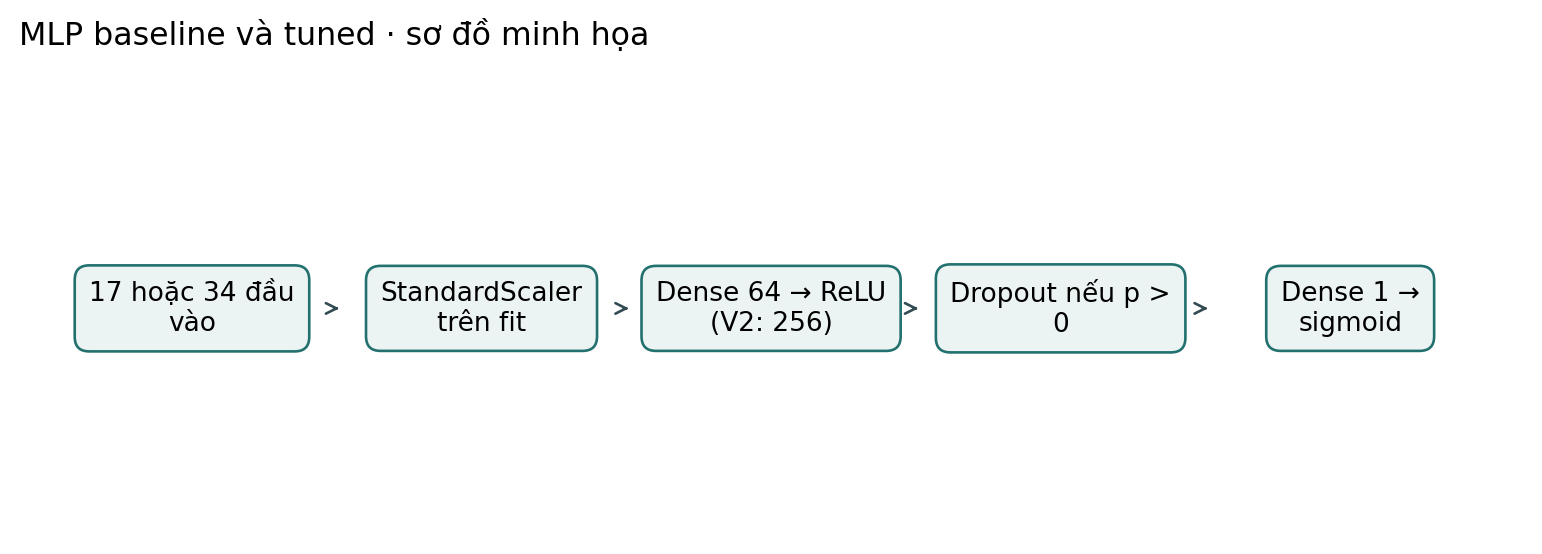 MLP baseline và tuned · sơ đồ minh họa
17 hoặc 34 đầu
vào
StandardScaler
trên fit
Dense 64 → ReLU
(V2: 256)
Dropout nếu p >
0
Dense 1 →
sigmoid